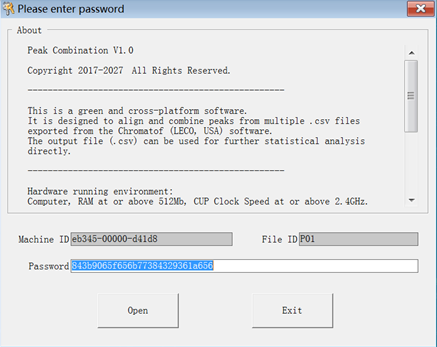 Please enter password
About
Peak Combination V1.0
Copyright 2017-2027 All Rights Reserved.
--------------------------------------------------
This is a green and cross-platform software.
It is designed to align and combine peaks from multiple .csv files
exported from the Chromatof (LECO, USA) software.
The output file (.csv) can be used for further statistical analysis
directly.
--------------------------------------------------
Hardware running environment:
Computer, RAM at or above 512Mb, CUP Clock Speed at or above 2.4GHz.
Machine ID eb345-00000-d41d8 File ID P01
Password 843b9065f656b77384329361a656
Open Exit